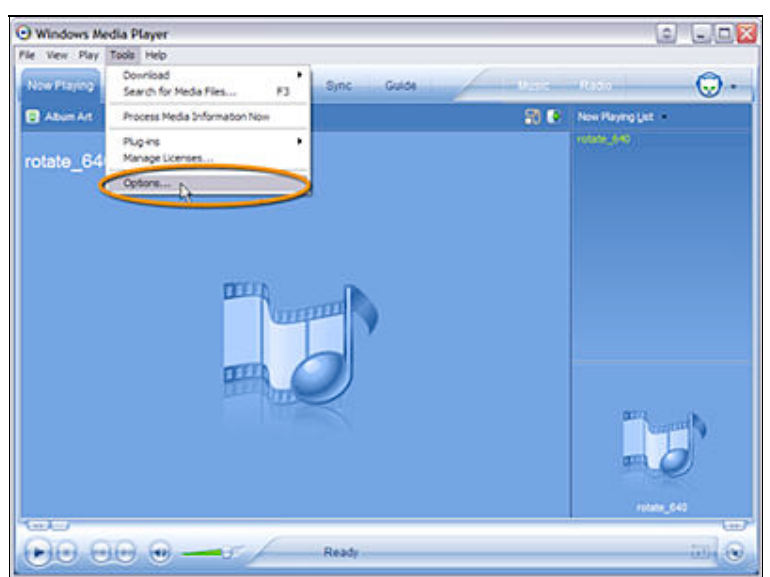 Windows Media Player
File View Play Tools Help
Now Playing
Sync Guide Music Radio
Download
Search for Media Files... F3
Process Media Information Now
Plug-ins
Manage Licenses...
Options...
Album Art
Now Playing List
rotate_640
rotate_64
rotate_640
Ready